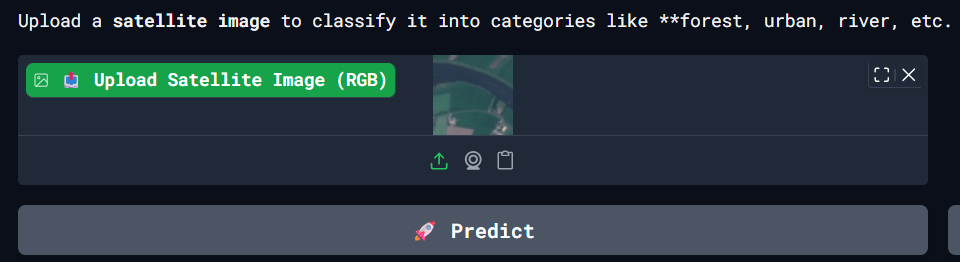 Upload a satellite image to classify it into categories like **forest, urban, river, etc.
Upload Satellite Image (RGB)
Predict